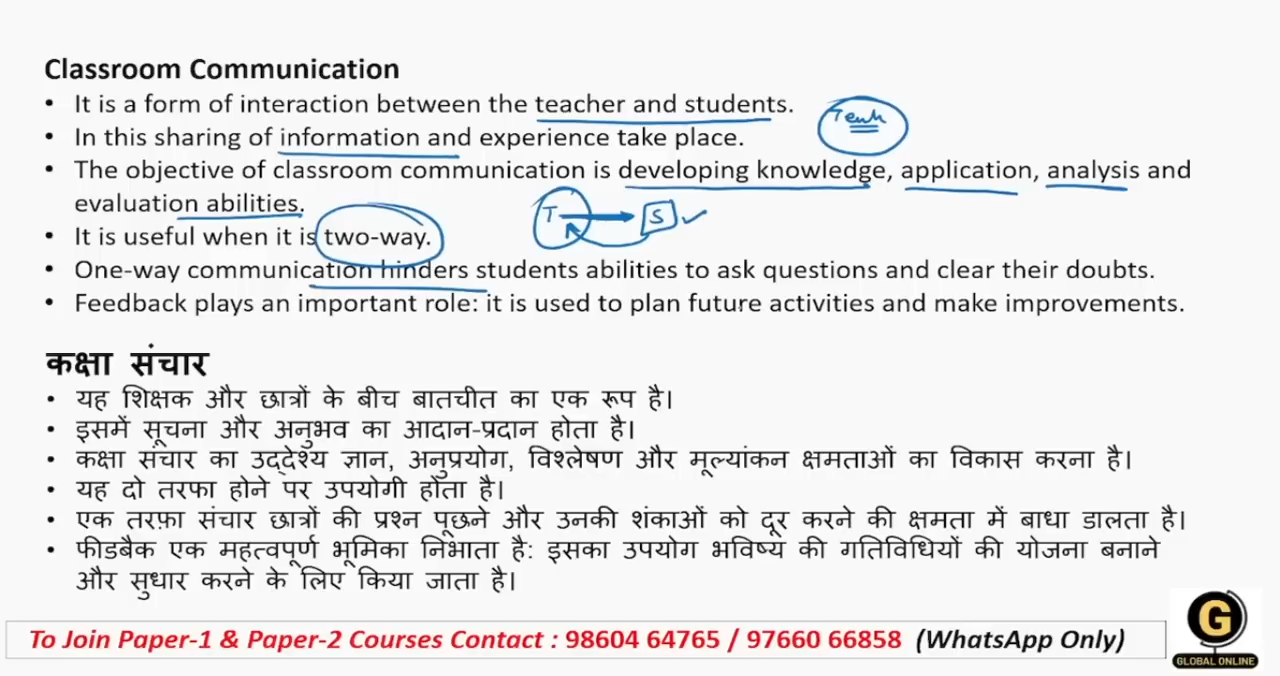 Classroom Communication
• It is a form of interaction between the teacher and students.
• In this sharing of information and experience take place.
• The objective of classroom communication is developing knowledge, application, analysis and
evaluation abilities.
T S
• It is useful when it is two-way.
• One-way communication hinders students abilities to ask questions and clear their doubts.
• Feedback plays an important role: it is used to plan future activities and make improvements.
कक्षा संचार
• यह शिक्षक और छात्रों के बीच बातचीत का एक रूप है।
• इसमें सूचना और अनुभव का आदान-प्रदान होता है।
• कक्षा संचार का उद्देश्य ज्ञान, अनुप्रयोग, विश्लेषण और मूल्यांकन क्षमताओं का विकास करना है।
• यह दो तरफा होने पर उपयोगी होता है।
• एक तरफ़ा संचार छात्रों की प्रश्न पूछने और उनकी शंकाओं को दूर करने की क्षमता में बाधा डालता है।
• फीडबैक एक महत्वपूर्ण भूमिका निभाता है: इसका उपयोग भविष्य की गतिविधियों की योजना बनाने
और सुधार करने के लिए किया जाता है।
To Join Paper-1 & Paper-2 Courses Contact : 98604 64765 / 97660 66858 (WhatsApp Only)
G
GLOBAL ONLINE